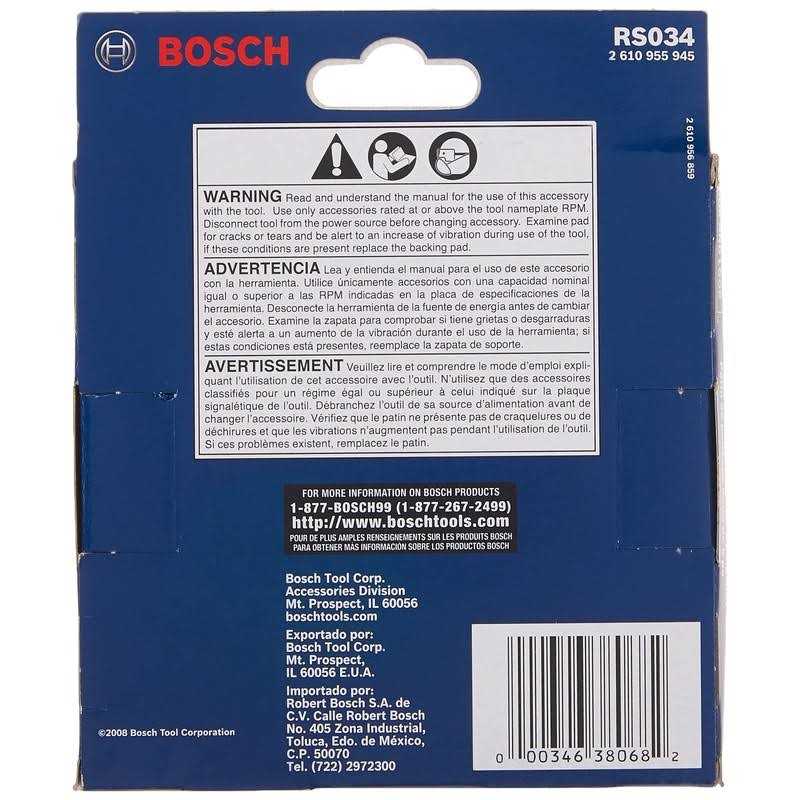 BOSCH
RS034
2 610 955 945
2 610 956 859
WARNING Read and understand the manual for the use of this accessory
with the tool. Use only accessories rated at or above the tool nameplate RPM.
Disconnect tool from the power source before changing accessory. Examine pad
for cracks or tears and be alert to an increase of vibration during use of the tool,
if these conditions are present replace the backing pad.
ADVERTENCIA Lea y entienda el manual para el uso de este accesorio
con la herramienta. Utilice únicamente accesorios con una capacidad nominal
igual o superior a las RPM indicadas en la placa de especificaciones de la
herramienta. Desconecte la herramienta de la fuente de energía antes de cambiar
el accesorio. Examine la zapata para comprobar si tiene grietas o desgarraduras
y esté alerta a un aumento de la vibración durante el uso de la herramienta; si
estas condiciones está presentes, reemplace la zapata de soporte.
AVERTISSEMENT Veuillez lire et comprendre le mode d'emploi expli-
quant l'utilisation de cet accessoire avec l'outil. N'utilisez que des accessoires
classifiés pour un régime égal ou supérieur à celui indiqué sur la plaque
signalétique de l'outil. Débranchez l'outil de sa source d'alimentation avant de
changer l'accessoire. Vérifiez que le patin ne présente pas de craquelures ou de
déchirures et que les vibrations n'augmentent pas pendant l'utilisation de l'outil.
Si ces problèmes existent, remplacez le patin.
FOR MORE INFORMATION ON BOSCH PRODUCTS
1-877-BOSCH99 (1-877-267-2499)
http://www.boschtools.com
POUR DE PLUS AMPLES RENSEIGNEMENTS SUR LES PRODUITS BOSCH
PARA OBTENER MÁS INFORMACIÓN SOBRE LOS PRODUCTOS BOSCH
Bosch Tool Corp.
Accessories Division
Mt. Prospect, IL 60056
boschtools.com
Exportado por:
Bosch Tool Corp.
Mt. Prospect,
IL 60056 E.U.A.
Importado por:
Robert Bosch S.A. de
C.V. Calle Robert Bosch
No. 405 Zona Industrial,
Toluca, Edo. de México,
C.P. 50070
Tel. (722) 2972300
©2008 Bosch Tool Corporation
0 00346 38068 2